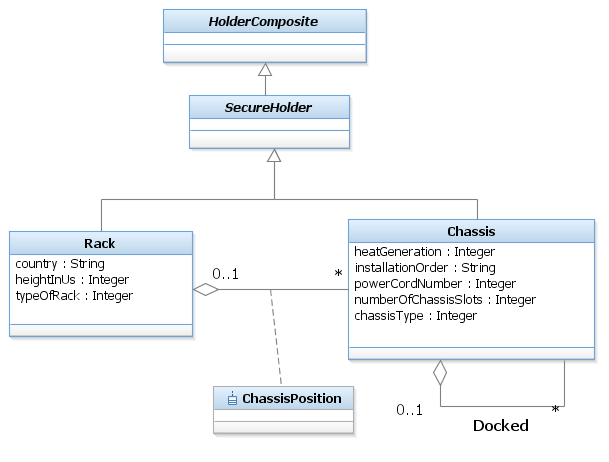 HolderComposite
SecureHolder
Rack
country : String
heightInUs : Integer
typeOfRack : Integer
Chassis
heatGeneration : Integer
installationOrder : String
powerCordNumber : Integer
numberOfChassisSlots : Integer
chassisType : Integer
0..1
*
ChassisPosition
0..1
*
Docked